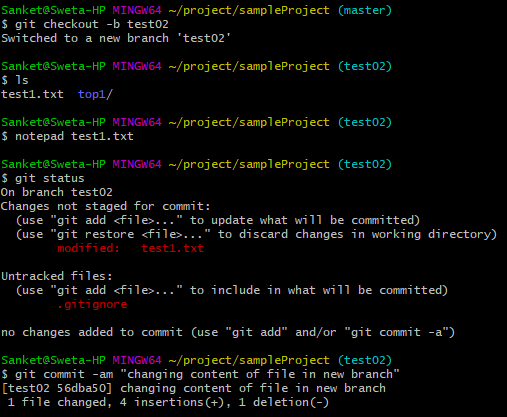 Sanket@Sweta-HP MINGW64 ~/project/sampleProject (master)
$ git checkout -b test02
Switched to a new branch 'test02'
Sanket@Sweta-HP MINGW64 ~/project/sampleProject (test02)
$ ls
test1.txt  top1/
Sanket@Sweta-HP MINGW64 ~/project/sampleProject (test02)
$ notepad test1.txt
Sanket@Sweta-HP MINGW64 ~/project/sampleProject (test02)
$ git status
On branch test02
Changes not staged for commit:
  (use "git add <file>..." to update what will be committed)
  (use "git restore <file>..." to discard changes in working directory)
        modified:   test1.txt
Untracked files:
  (use "git add <file>..." to include in what will be committed)
        .gitignore
no changes added to commit (use "git add" and/or "git commit -a")
Sanket@Sweta-HP MINGW64 ~/project/sampleProject (test02)
$ git commit -am "changing content of file in new branch"
[test02 56dba50] changing content of file in new branch
 1 file changed, 4 insertions(+), 1 deletion(-)